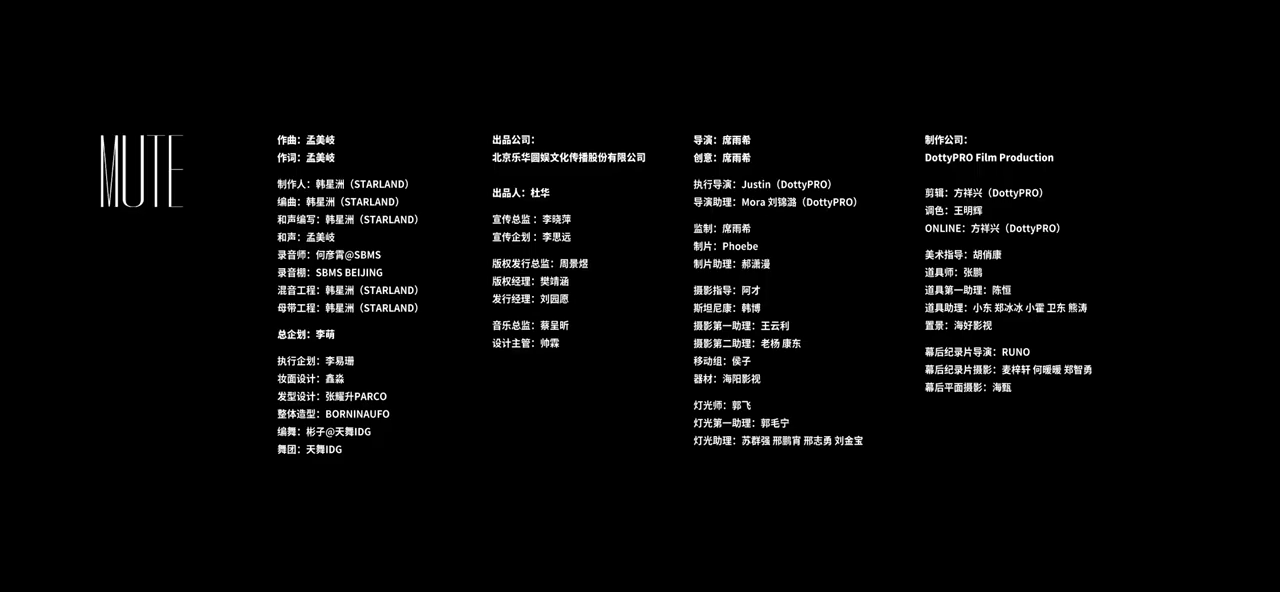 MUTE
作曲：孟美岐
作词：孟美岐
制作人：韩星洲（STARLAND）
编曲：韩星洲（STARLAND）
和声编写：韩星洲（STARLAND）
和声：孟美岐
录音师：何彦霄@SBMS
录音棚：SBMS BEIJING
混音工程：韩星洲（STARLAND）
母带工程：韩星洲（STARLAND）
总企划：李萌
执行企划：李易珊
妆面设计：鑫淼
发型设计：张耀升PARCO
整体造型：BORNINAUFO
编舞：彬子@天舞IDG
舞团：天舞IDG
出品公司：
北京乐华圆娱文化传播股份有限公司
出品人：杜华
宣传总监：李晓萍
宣传企划：李思远
版权发行总监：周景煜
版权经理：樊靖涵
发行经理：刘园愿
音乐总监：蔡呈昕
设计主管：帅霖
导演：席雨希
创意：席雨希
执行导演：Justin（DottyPRO）
导演助理：Mora 刘锦潞（DottyPRO）
监制：席雨希
制片：Phoebe
制片助理：郝潇漫
摄影指导：阿才
斯坦尼康：韩博
摄影第一助理：王云利
摄影第二助理：老杨 康东
移动组：侯子
器材：海阳影视
灯光师：郭飞
灯光第一助理：郭毛宁
灯光助理：苏群强 邢鹏宵 邢志勇 刘金宝
制作公司：
DottyPRO Film Production
剪辑：方祥兴（DottyPRO）
调色：王明辉
ONLINE：方祥兴（DottyPRO）
美术指导：胡俏康
道具师：张鹏
道具第一助理：陈恒
道具助理：小东 郑冰冰 小霍 卫东 熊涛
置景：海好影视
幕后纪录片导演：RUNO
幕后纪录片摄影：麦梓轩 何暖暖 郑智勇
幕后平面摄影：海甄